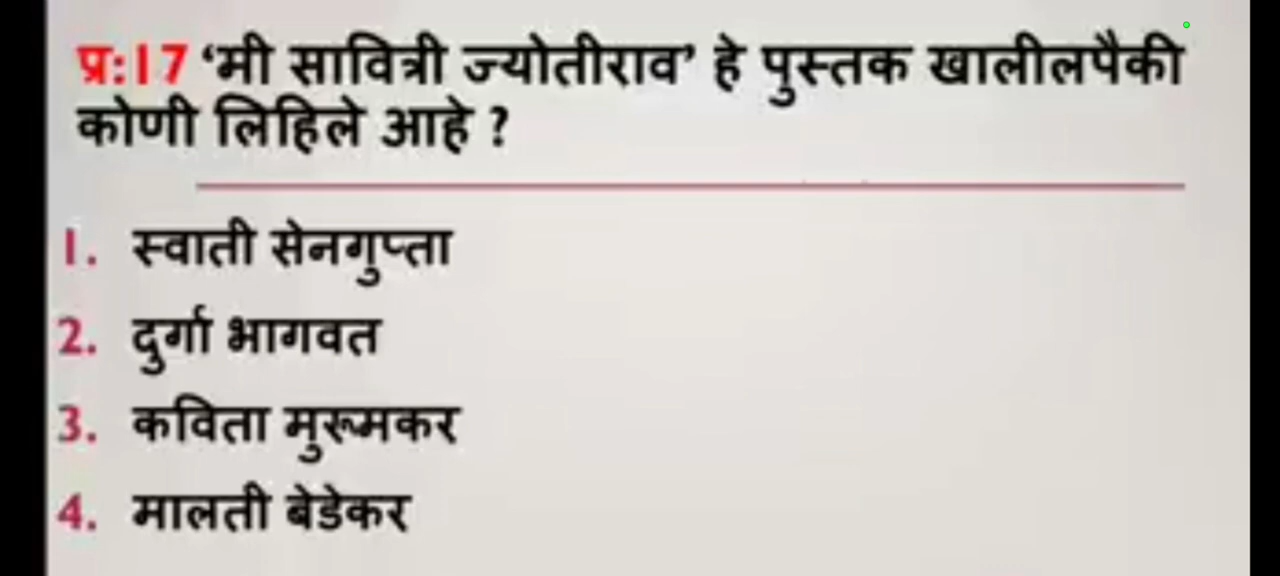 प्र:17 ‘मी सावित्री ज्योतीराव’ हे पुस्तक खालीलपैकी
कोणी लिहिले आहे ?
1. स्वाती सेनगुप्ता
2. दुर्गा भागवत
3. कविता मुरूमकर
4. मालती बेडेकर